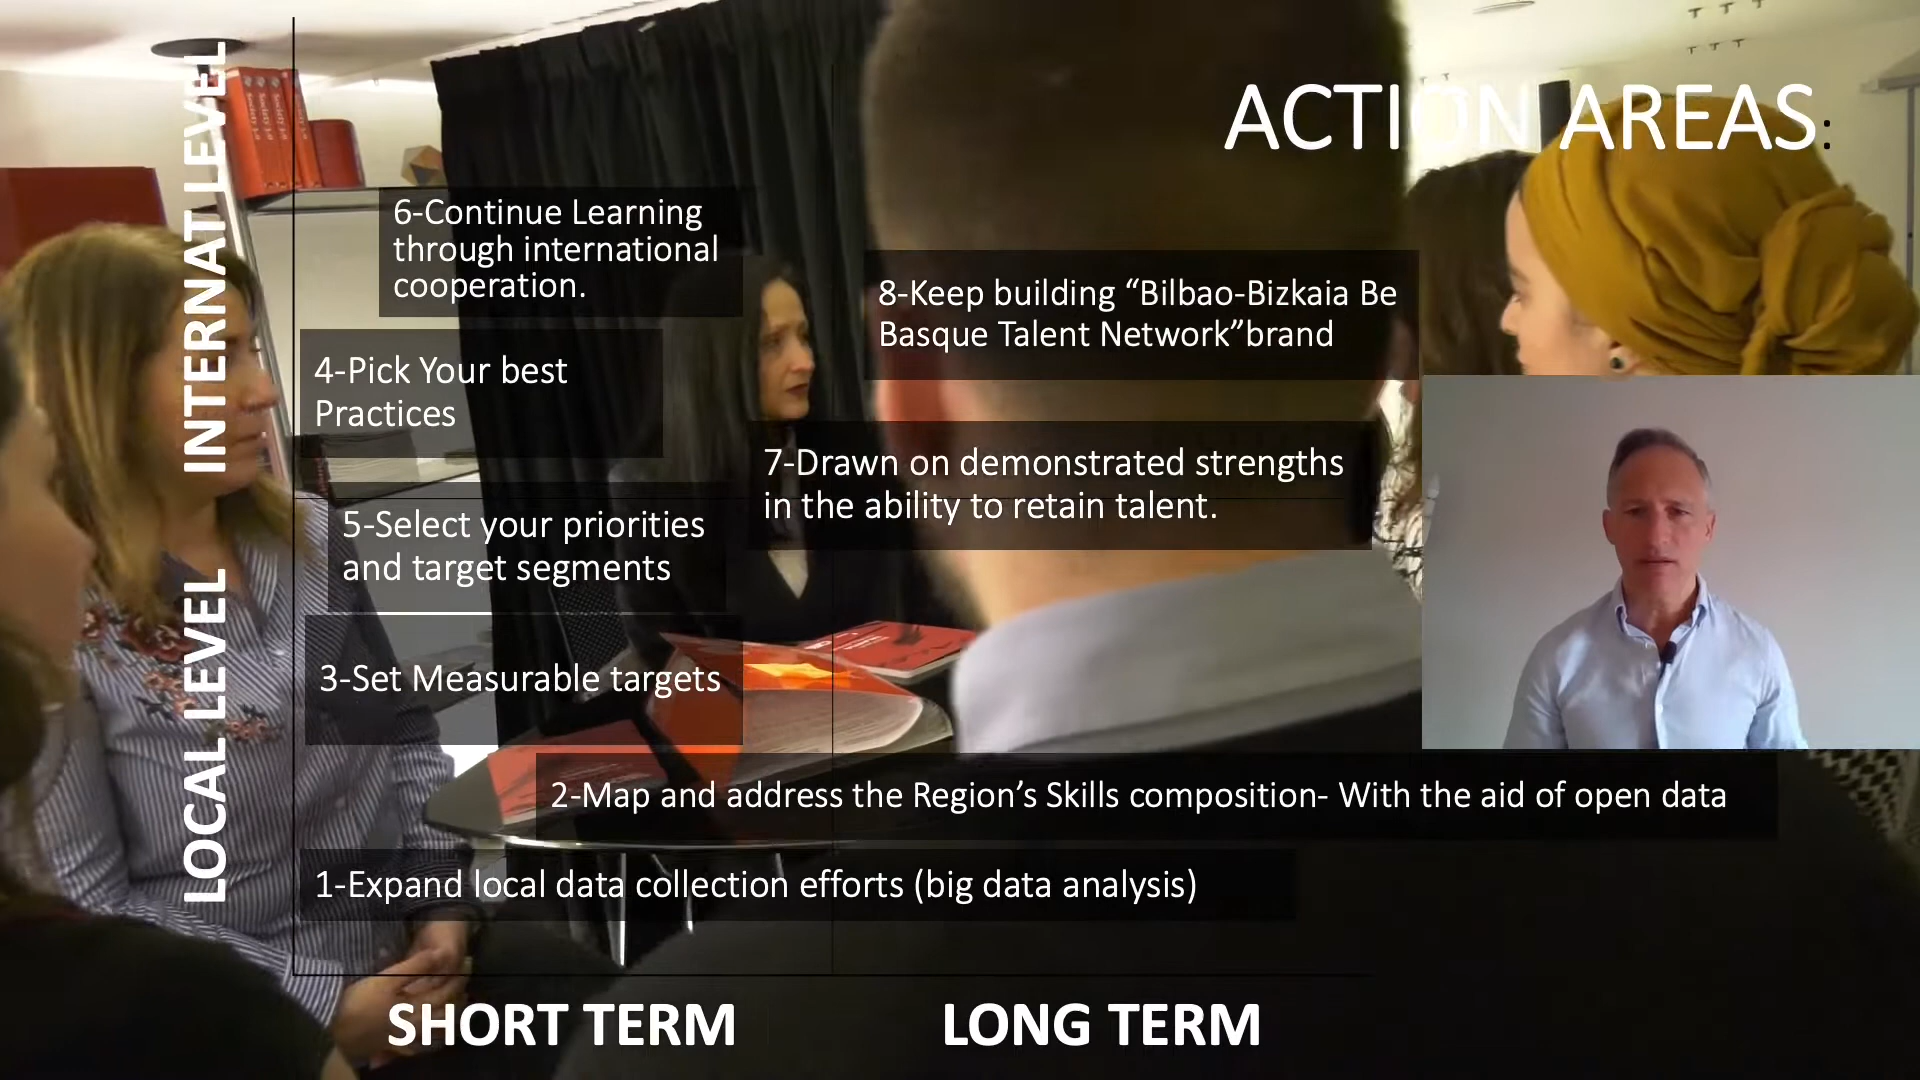 ACTION AREAS:
INTERNAT LEVEL
6-Continue Learning
through international
cooperation.
8-Keep building “Bilbao-Bizkaia Be
Basque Talent Network”brand
4-Pick Your best
Practices
7-Drawn on demonstrated strengths
in the ability to retain talent.
5-Select your priorities
and target segments
LOCAL LEVEL
3-Set Measurable targets
2-Map and address the Region’s Skills composition- With the aid of open data
1-Expand local data collection efforts (big data analysis)
SHORT TERM
LONG TERM